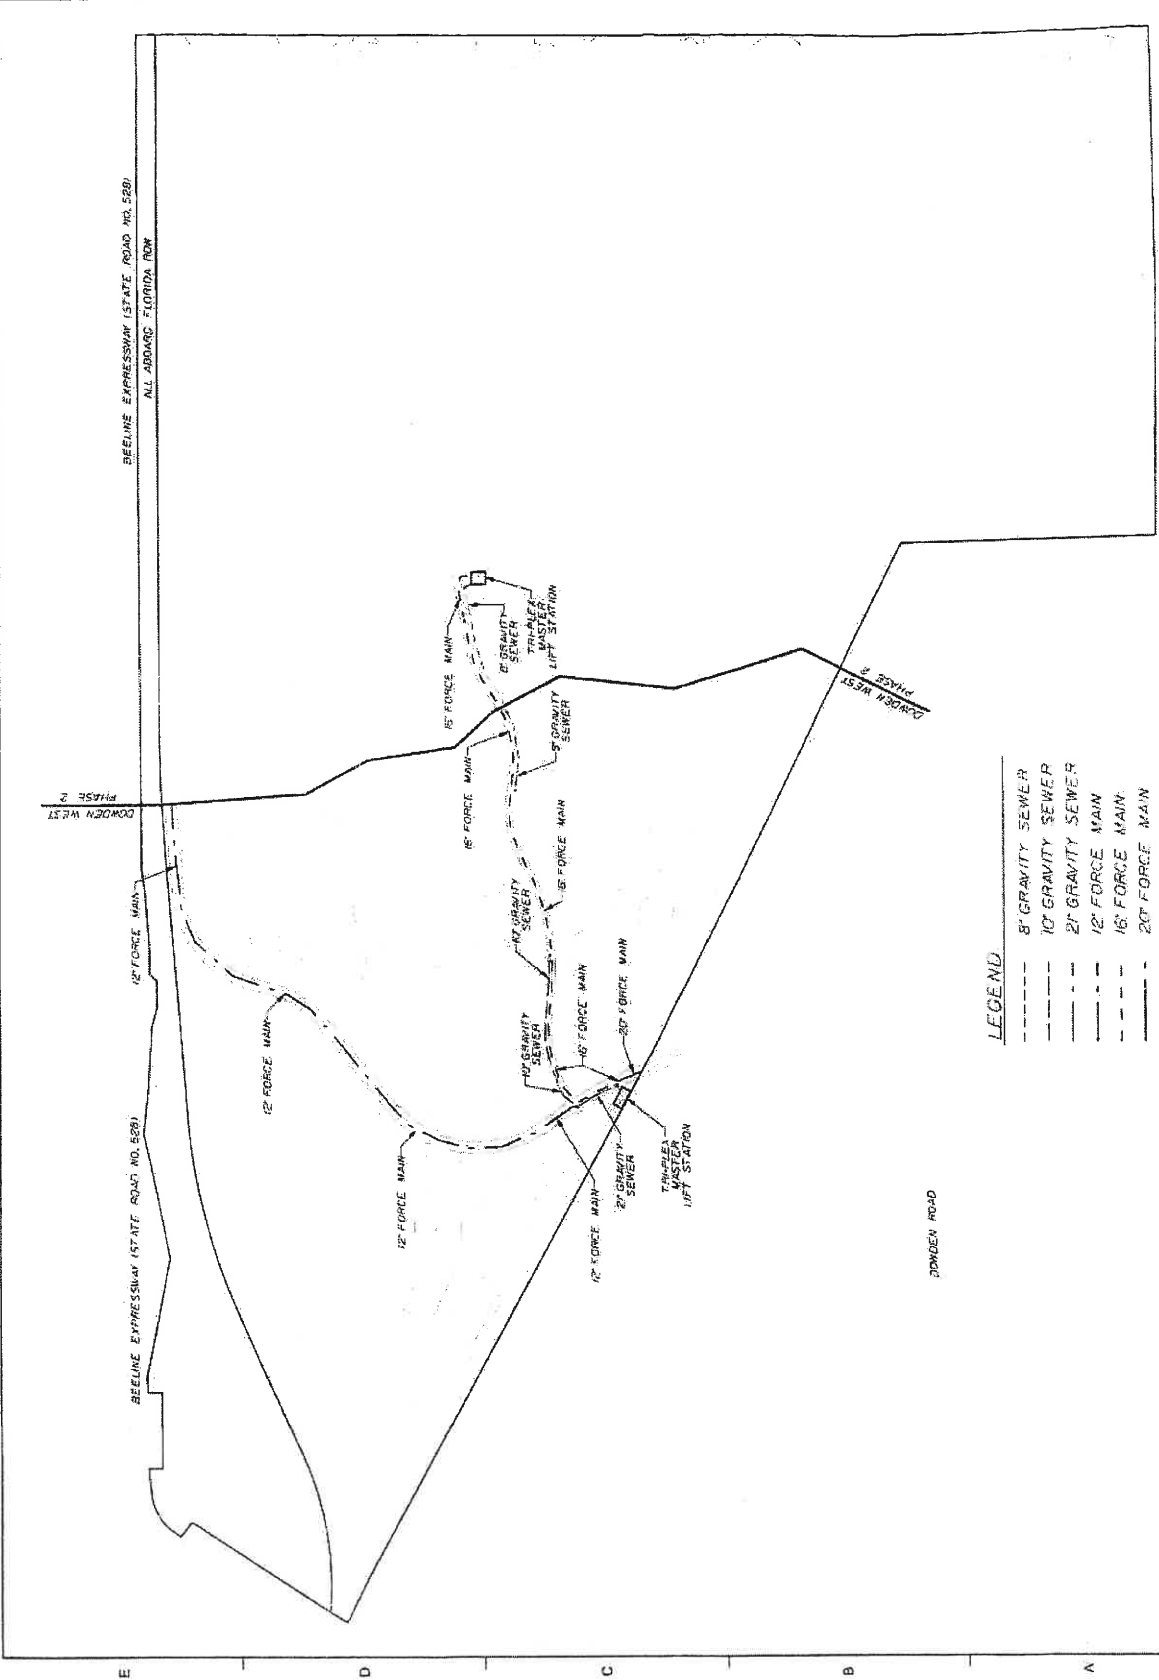 BEELINE EXPRESSWAY (STATE ROAD NO. 528)
BEELINE EXPRESSWAY (STATE ROAD NO. 528)
ALL ABOARD FLORIDA ROW
DOWDEN WEST
PHASE 2
12" FORCE MAIN
12" FORCE MAIN
12" FORCE MAIN
12" FORCE MAIN
16" FORCE MAIN
16" FORCE MAIN
16" FORCE MAIN
16" FORCE MAIN
8" GRAVITY
SEWER
TRI-PLEX
MASTER
LIFT STATION
GRAVITY
SEWER
10" GRAVITY
SEWER
10" GRAVITY
SEWER
20" FORCE MAIN
21" GRAVITY
SEWER
TRI-PLEX
MASTER
LIFT STATION
DOWDEN WEST
PHASE 2
DOWDEN ROAD
LEGEND
8" GRAVITY SEWER
10" GRAVITY SEWER
21" GRAVITY SEWER
12" FORCE MAIN
16" FORCE MAIN
20" FORCE MAIN
E
D
C
B
A